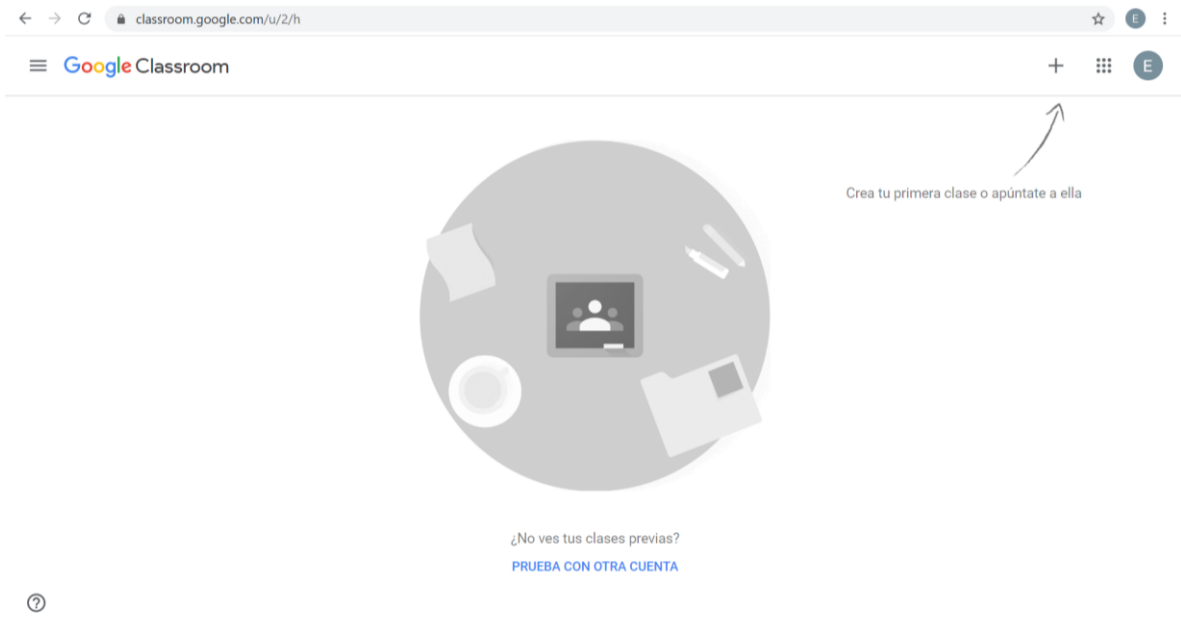 classroom.google.com/u/2/h
E
Google Classroom
E
Crea tu primera clase o apúntate a ella
¿No ves tus clases previas?
PRUEBA CON OTRA CUENTA
?